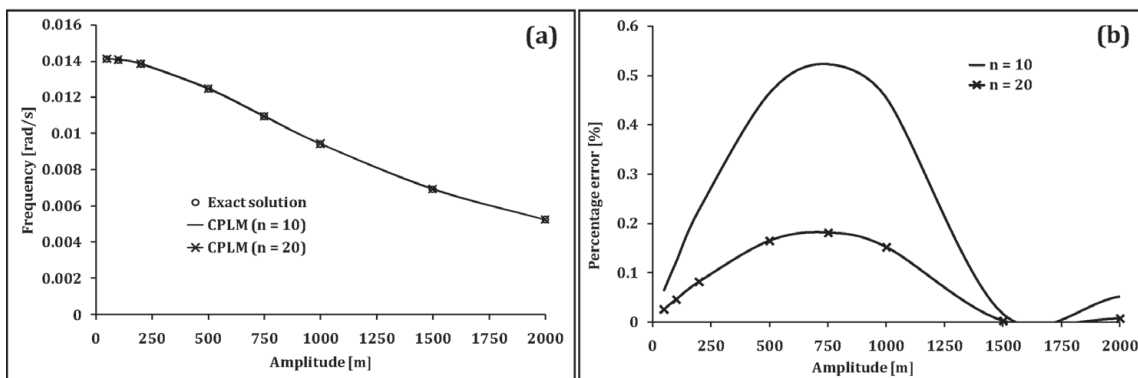 (a)
Frequency [rad/s]
0.016
0.014
0.012
0.01
0.008
0.006
0.004
0.002
0
Exact solution
CPLM (n = 10)
CPLM (n = 20)
0 250 500 750 1000 1250 1500 1750 2000
Amplitude [m]
(b)
Percentage error [%]
0.6
0.5
0.4
0.3
0.2
0.1
0
n = 10
n = 20
0 250 500 750 1000 1250 1500 1750 2000
Amplitude [m]